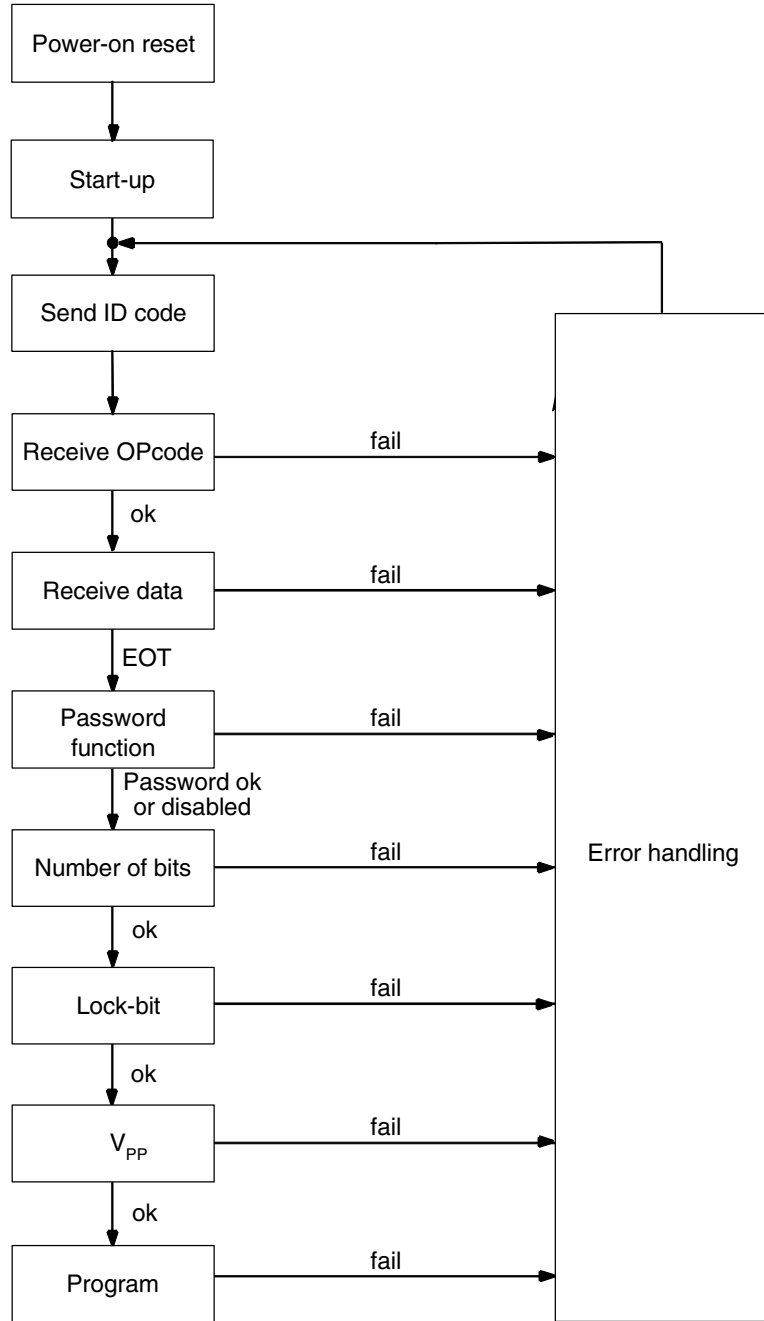 Power-on reset
Start-up
Send ID code
Receive OPcode
fail
ok
Receive data
fail
EOT
Password
function
fail
Password ok
or disabled
Number of bits
fail
Error handling
ok
Lock-bit
fail
ok
VPP
fail
ok
Program
fail